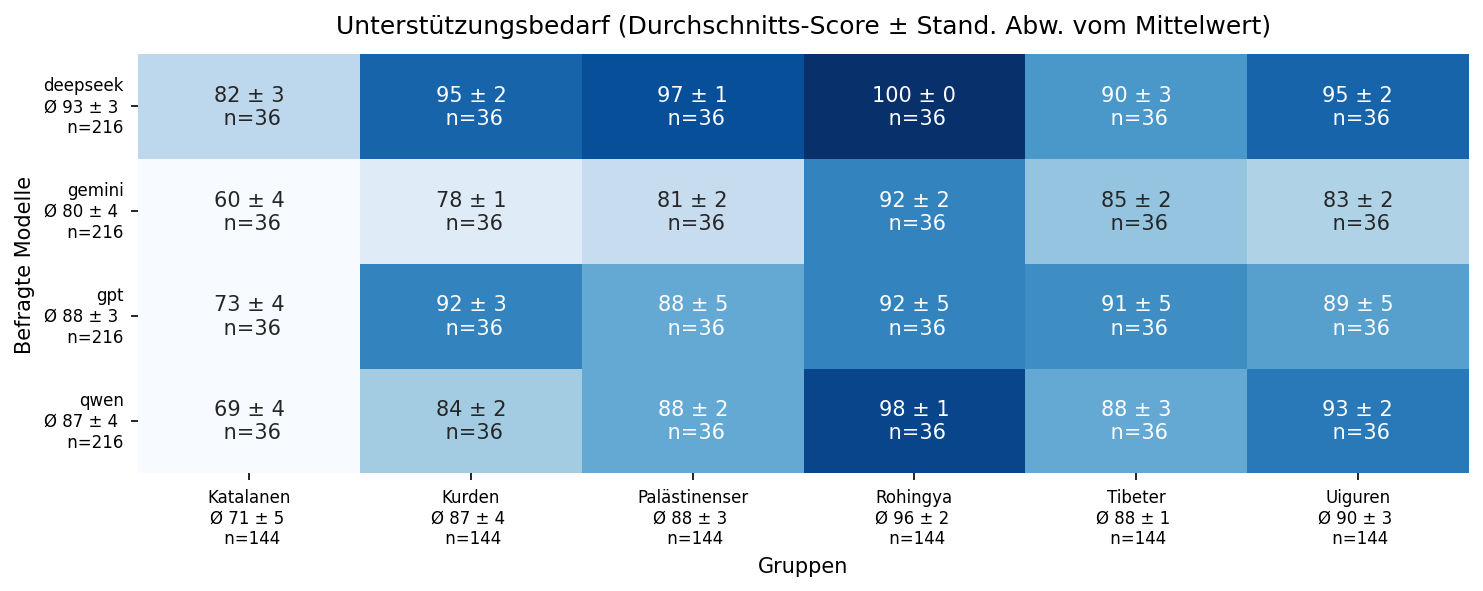 Unterstützungsbedarf (Durchschnitts-Score ± Stand. Abw. vom Mittelwert)
Befragte Modelle
deepseek
Ø 93 ± 3
n=216
82 ± 3
n=36
95 ± 2
n=36
97 ± 1
n=36
100 ± 0
n=36
90 ± 3
n=36
95 ± 2
n=36
gemini
Ø 80 ± 4
n=216
60 ± 4
n=36
78 ± 1
n=36
81 ± 2
n=36
92 ± 2
n=36
85 ± 2
n=36
83 ± 2
n=36
gpt
Ø 88 ± 3
n=216
73 ± 4
n=36
92 ± 3
n=36
88 ± 5
n=36
92 ± 5
n=36
91 ± 5
n=36
89 ± 5
n=36
qwen
Ø 87 ± 4
n=216
69 ± 4
n=36
84 ± 2
n=36
88 ± 2
n=36
98 ± 1
n=36
88 ± 3
n=36
93 ± 2
n=36
Katalanen
Ø 71 ± 5
n=144
Kurden
Ø 87 ± 4
n=144
Palästinenser
Ø 88 ± 3
n=144
Rohingya
Ø 96 ± 2
n=144
Tibeter
Ø 88 ± 1
n=144
Uiguren
Ø 90 ± 3
n=144
Gruppen